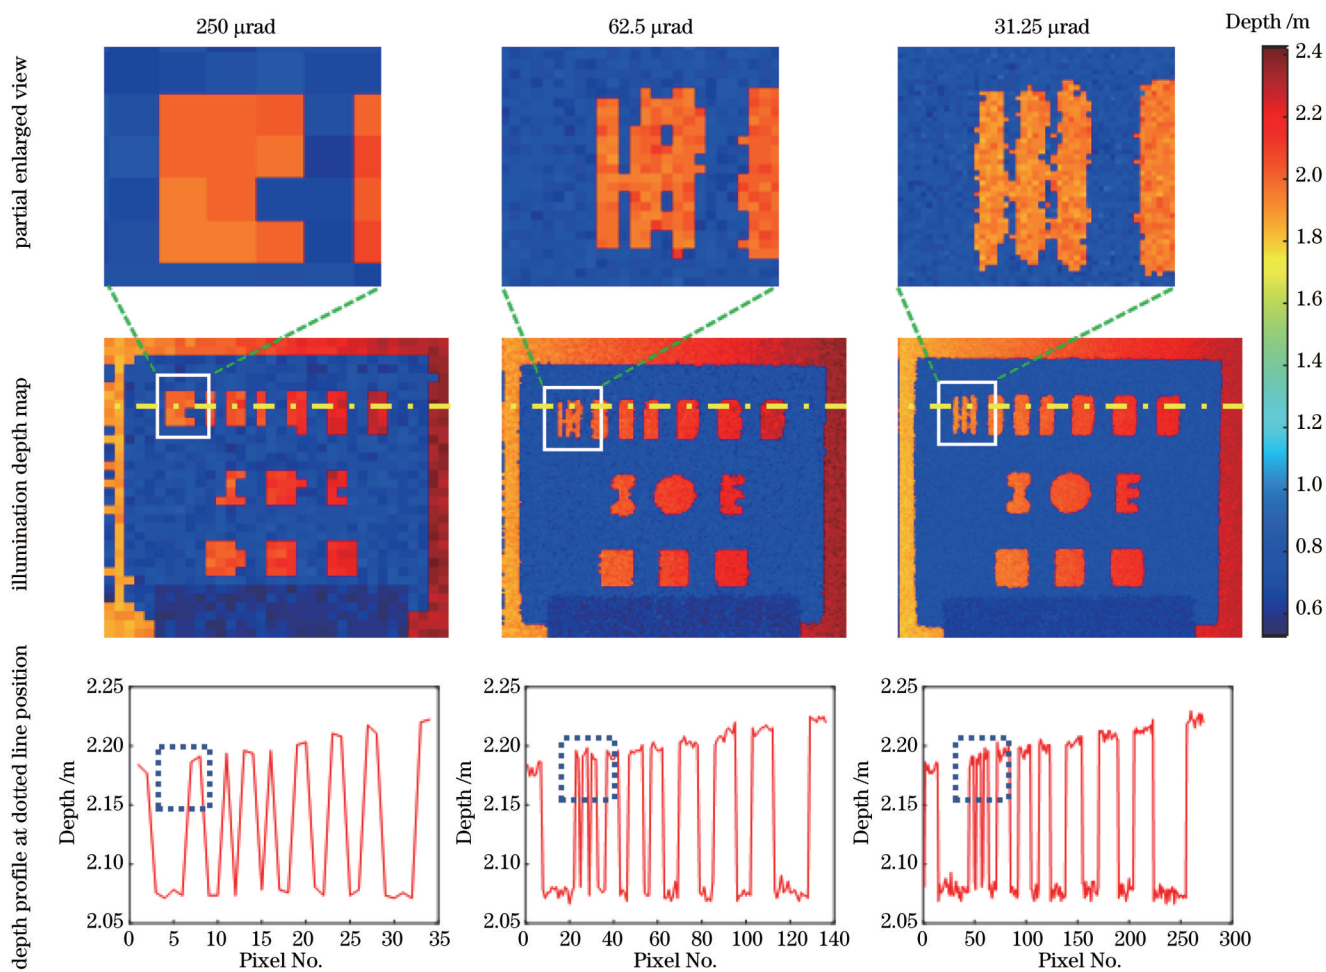 250 μrad
62.5 μrad
31.25 μrad
Depth /m
partial enlarged view
2.4
2.2
2.0
1.8
1.6
1.4
1.2
1.0
0.8
0.6
illumination depth map
depth profile at dotted line position
Depth /m
2.25
2.20
2.15
2.10
2.05
0 5 10 15 20 25 30 35
Pixel No.
Depth /m
2.25
2.20
2.15
2.10
2.05
0 20 40 60 80 100 120 140
Pixel No.
Depth /m
2.25
2.20
2.15
2.10
2.05
0 50 100 150 200 250 300
Pixel No.